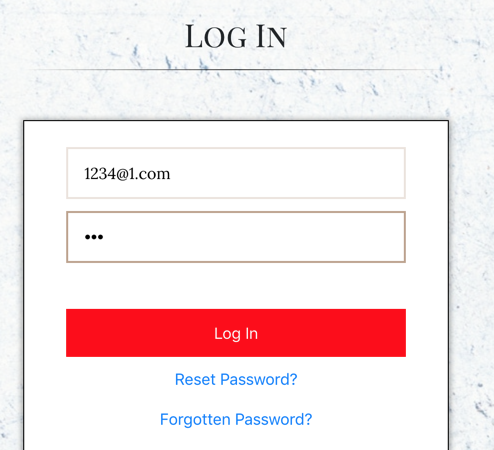 Log In
1234@1.com
•••
Log In
Reset Password?
Forgotten Password?